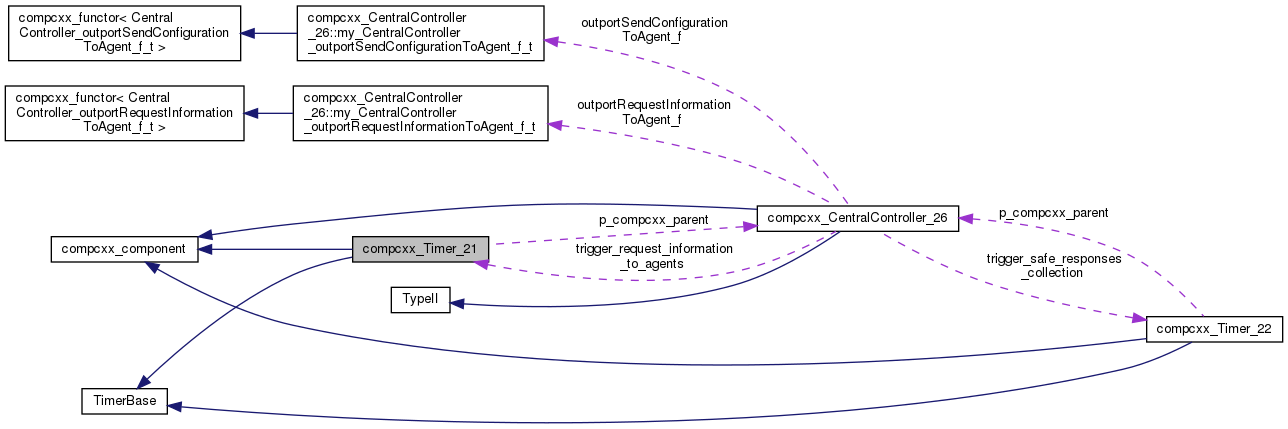 compcxx_functor< Central
Controller_outportSendConfiguration
ToAgent_f_t >
compcxx_CentralController
_26::my_CentralController
_outportSendConfigurationToAgent_f_t
outportSendConfiguration
ToAgent_f
compcxx_functor< Central
Controller_outportRequestInformation
ToAgent_f_t >
compcxx_CentralController
_26::my_CentralController
_outportRequestInformationToAgent_f_t
outportRequestInformation
ToAgent_f
compcxx_component
compcxx_Timer_21
p_compcxx_parent
trigger_request_information
_to_agents
compcxx_CentralController_26
p_compcxx_parent
trigger_safe_responses
_collection
TypeII
compcxx_Timer_22
TimerBase